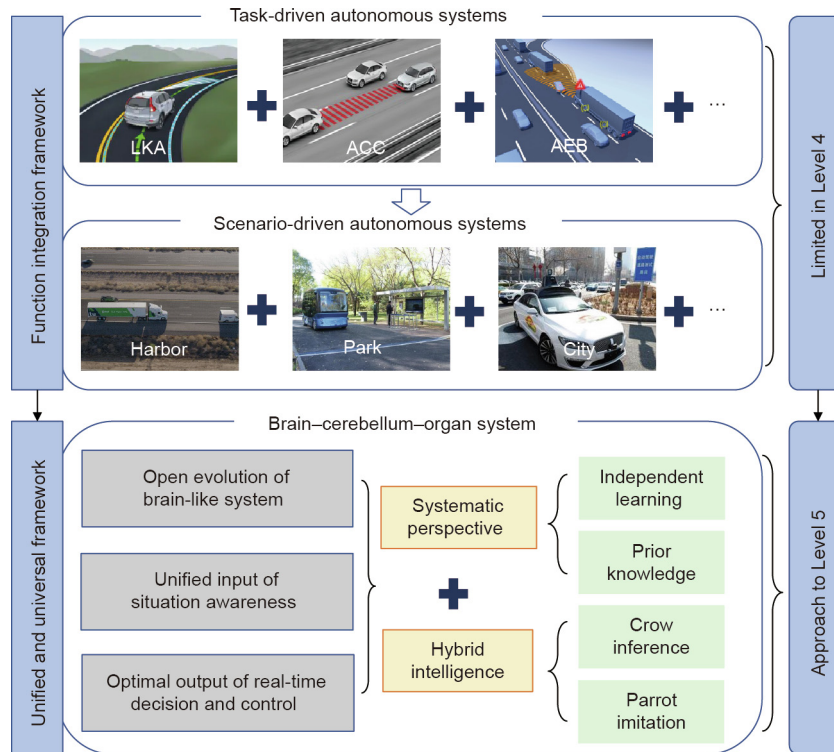 Task-driven autonomous systems
LKA
ACC
AEB
...
Function integration framework
Limited in Level 4
Scenario-driven autonomous systems
Harbor
Park
City
...
Brain–cerebellum–organ system
Unified and universal framework
Open evolution of
brain-like system
Unified input of
situation awareness
Optimal output of real-time
decision and control
Systematic
perspective
Hybrid
intelligence
Independent
learning
Prior
knowledge
Crow
inference
Parrot
imitation
Approach to Level 5